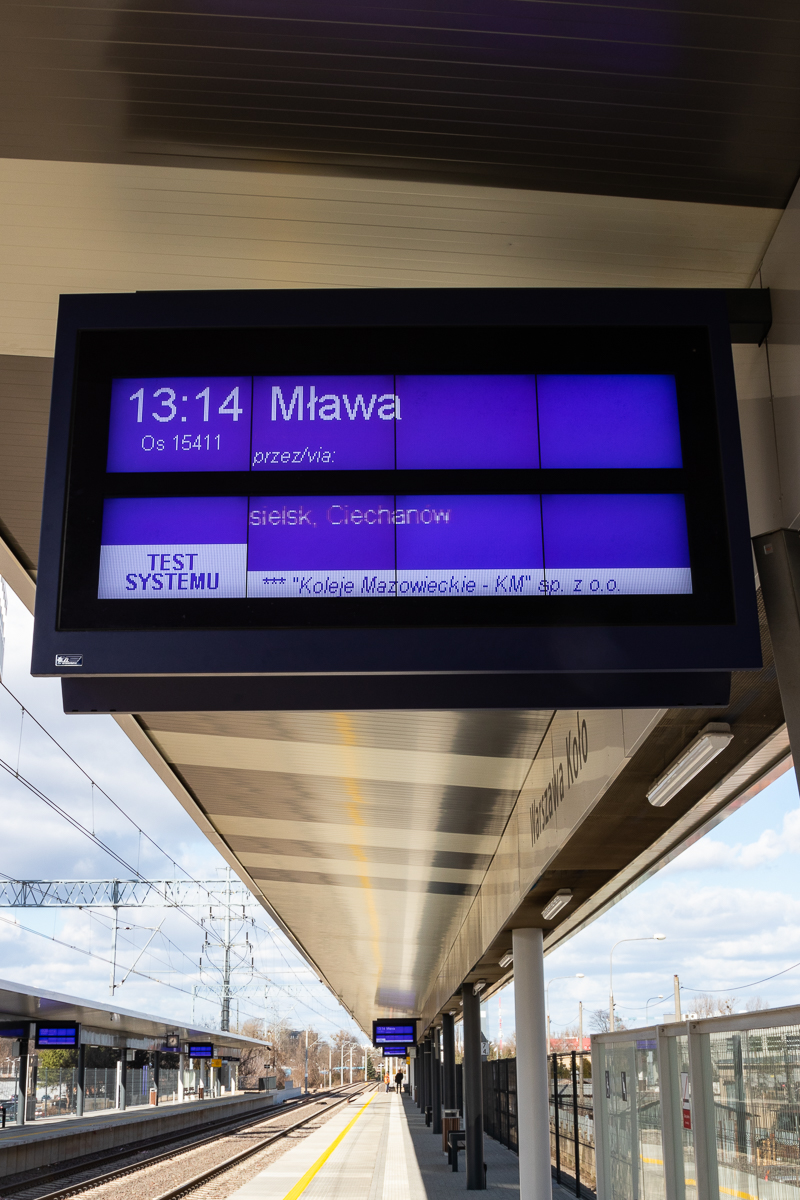 13:14 Mława
Os 15411
przez/via:
sielsk, Ciechanów
TEST
SYSTEMU
*** "Koleje Mazowieckie - KM" sp. z o.o.
Warszawa Koło